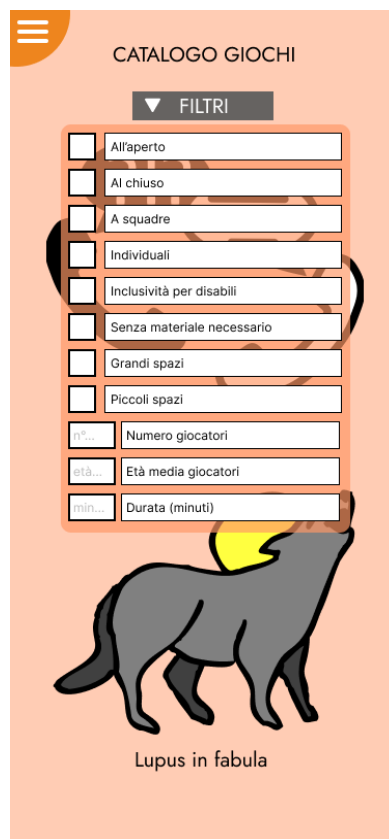 CATALOGO GIOCHI
FILTRI
All'aperto
Al chiuso
A squadre
Individuali
Inclusività per disabili
Senza materiale necessario
Grandi spazi
Piccoli spazi
n°... Numero giocatori
età... Età media giocatori
min... Durata (minuti)
Lupus in fabula